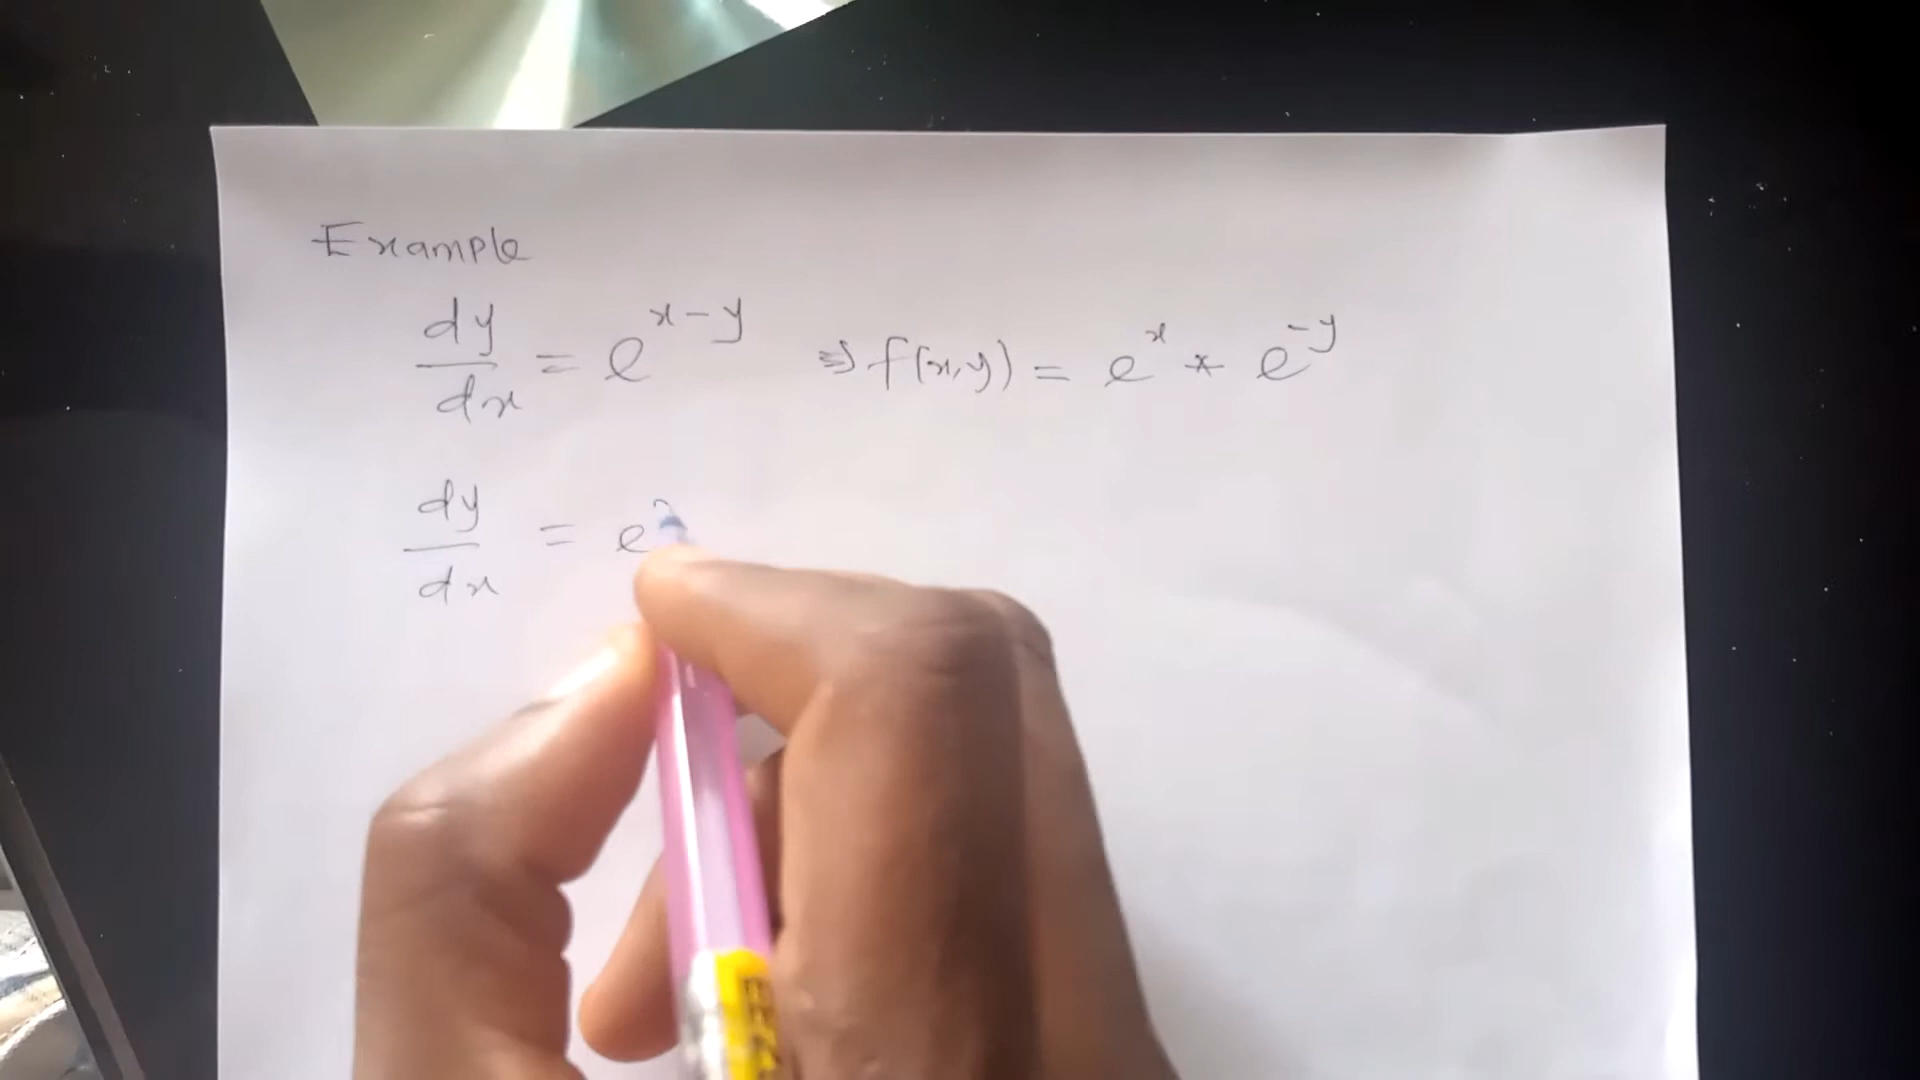 Example
dy/dx = e^{x-y} ⇒ f(x,y) = e^x * e^{-y}
dy/dx = e